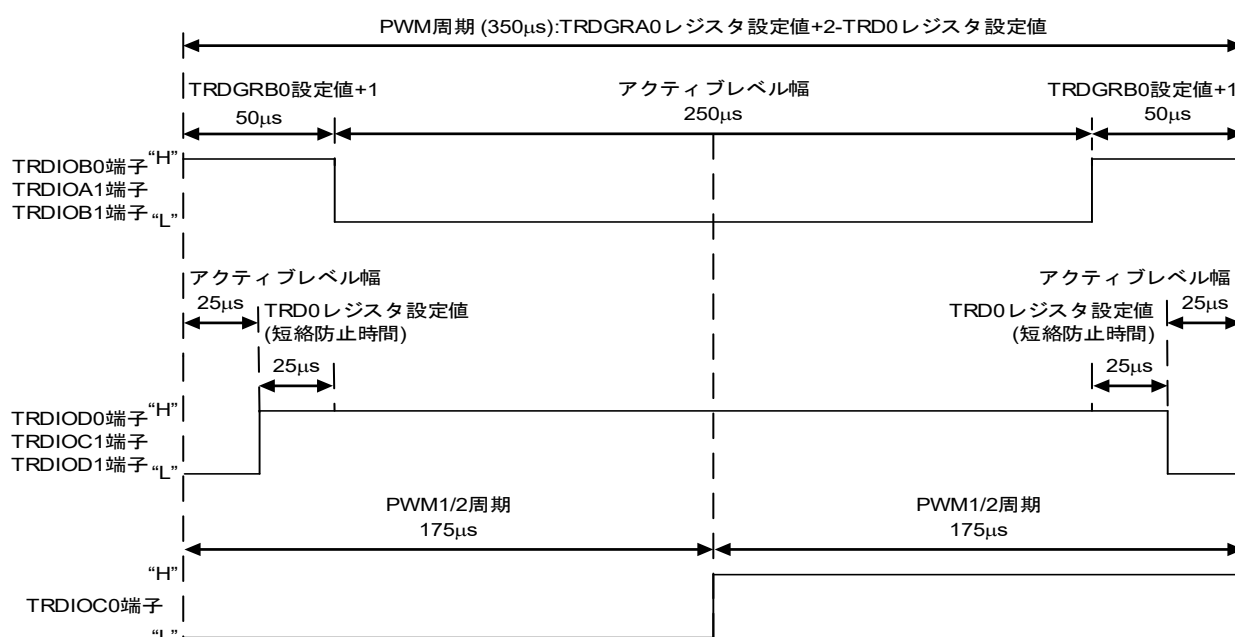 PWM周期 (350μs):TRDGRA0レジスタ設定値+2-TRD0レジスタ設定値
TRDGRB0設定値+1
アクティブレベル幅
TRDGRB0設定値+1
50μs
250μs
50μs
TRDIOB0端子
TRDIOA1端子
TRDIOB1端子
“H”
“L”
アクティブレベル幅
アクティブレベル幅
25μs
TRD0レジスタ設定値
(短絡防止時間)
25μs
TRD0レジスタ設定値
(短絡防止時間)
25μs
25μs
TRDIOD0端子
TRDIOC1端子
TRDIOD1端子
“H”
“L”
PWM1/2周期
175μs
PWM1/2周期
175μs
“H”
TRDIOC0端子
“L”